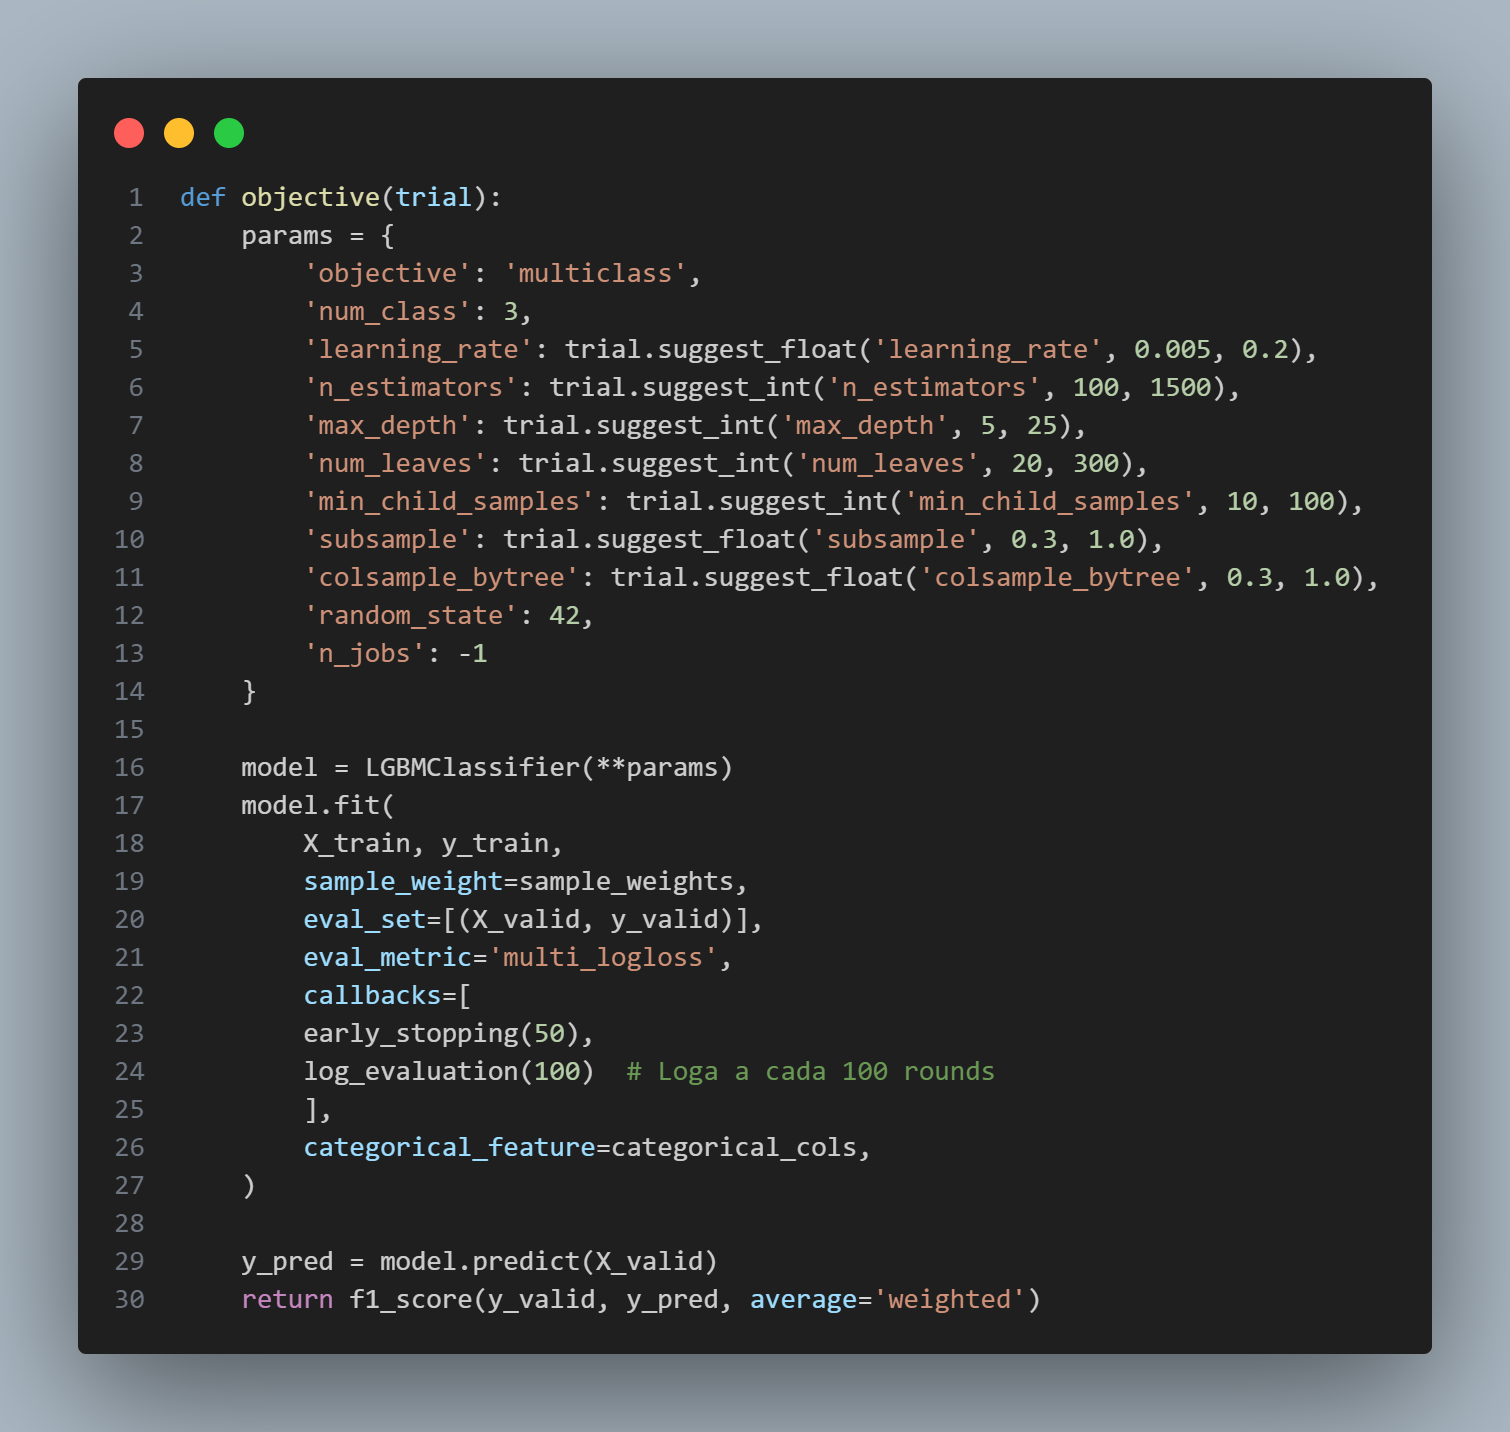 1 def objective(trial):
2     params = {
3         'objective': 'multiclass',
4         'num_class': 3,
5         'learning_rate': trial.suggest_float('learning_rate', 0.005, 0.2),
6         'n_estimators': trial.suggest_int('n_estimators', 100, 1500),
7         'max_depth': trial.suggest_int('max_depth', 5, 25),
8         'num_leaves': trial.suggest_int('num_leaves', 20, 300),
9         'min_child_samples': trial.suggest_int('min_child_samples', 10, 100),
10         'subsample': trial.suggest_float('subsample', 0.3, 1.0),
11         'colsample_bytree': trial.suggest_float('colsample_bytree', 0.3, 1.0),
12         'random_state': 42,
13         'n_jobs': -1
14     }
15
16     model = LGBMClassifier(**params)
17     model.fit(
18         X_train, y_train,
19         sample_weight=sample_weights,
20         eval_set=[(X_valid, y_valid)],
21         eval_metric='multi_logloss',
22         callbacks=[
23         early_stopping(50),
24         log_evaluation(100)  # Loga a cada 100 rounds
25         ],
26         categorical_feature=categorical_cols,
27     )
28
29     y_pred = model.predict(X_valid)
30     return f1_score(y_valid, y_pred, average='weighted')